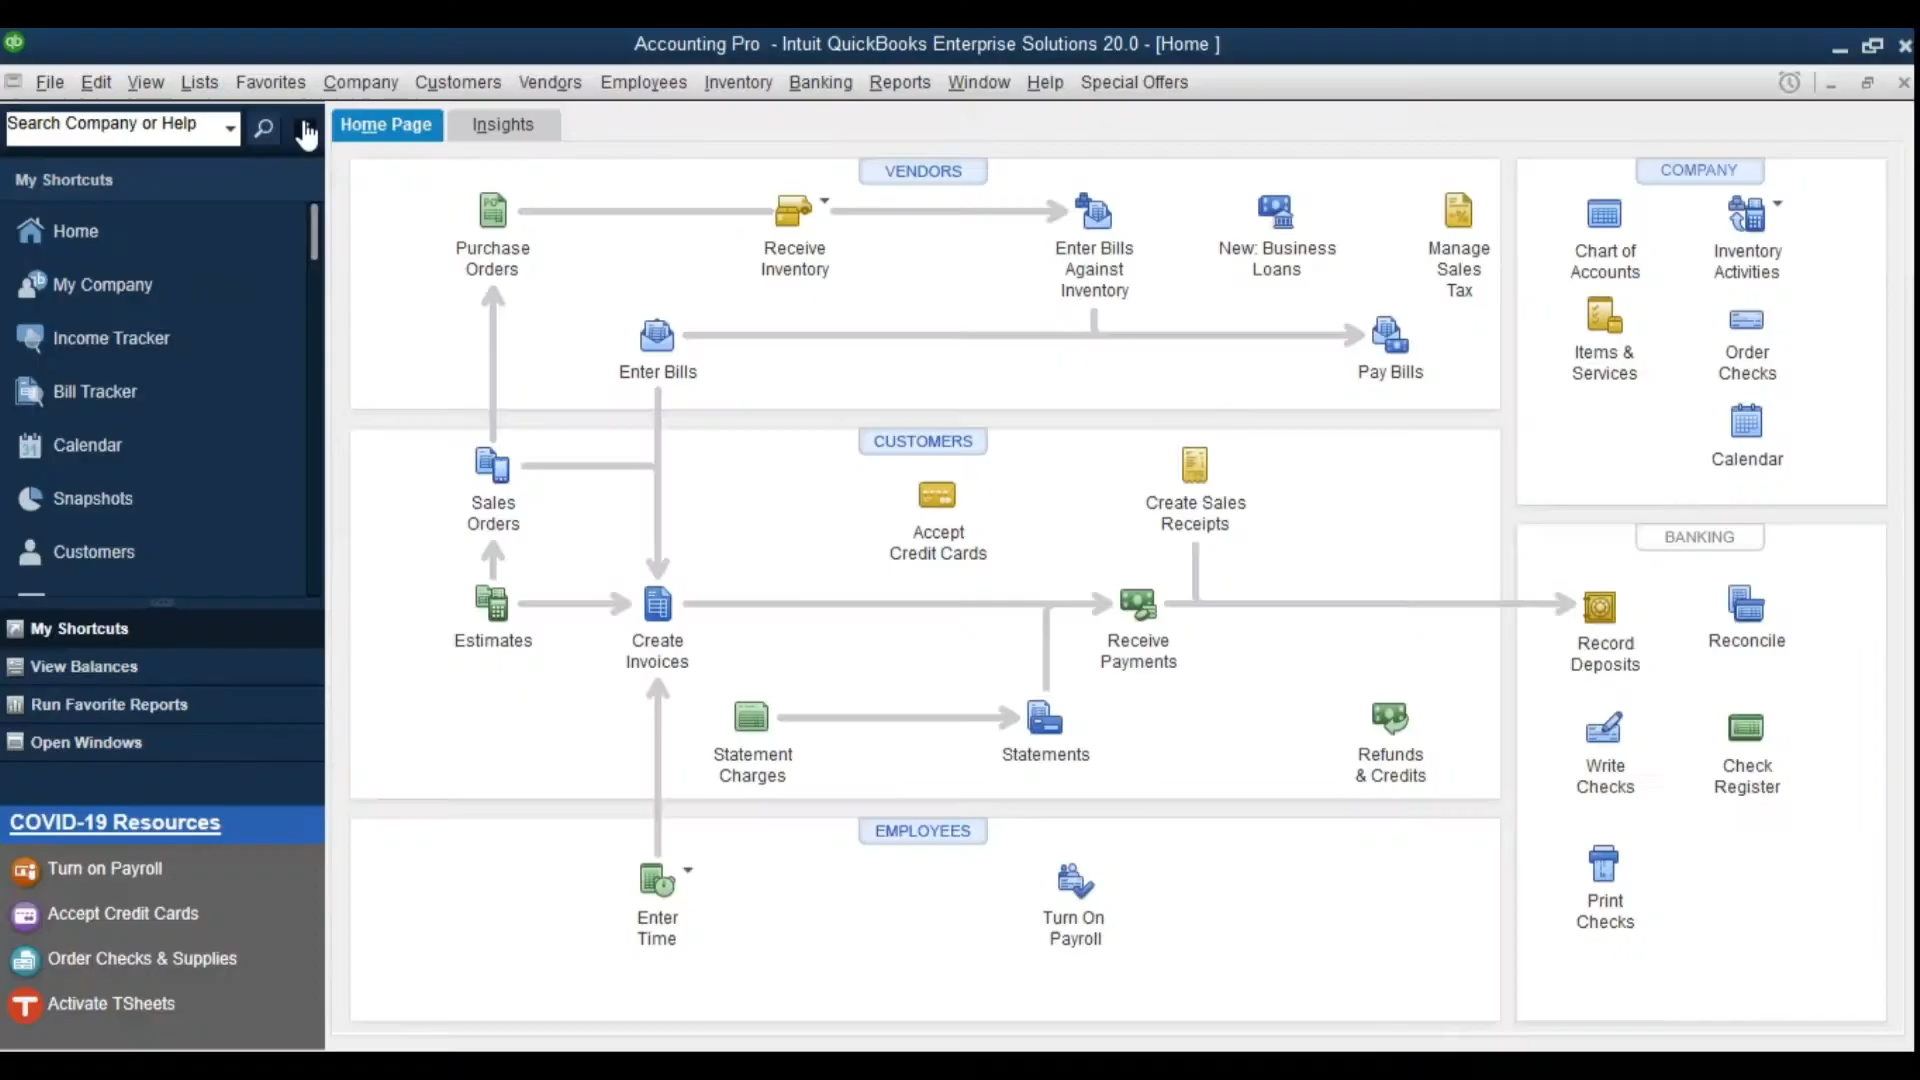 Accounting Pro - Intuit QuickBooks Enterprise Solutions 20.0 - [Home ]
File Edit View Lists Favorites Company Customers Vendors Employees Inventory Banking Reports Window Help Special Offers
Search Company or Help
Home Page
Insights
My Shortcuts
Home
My Company
Income Tracker
Bill Tracker
Calendar
Snapshots
Customers
My Shortcuts
View Balances
Run Favorite Reports
Open Windows
COVID-19 Resources
Turn on Payroll
Accept Credit Cards
Order Checks & Supplies
Activate TSheets
VENDORS
Purchase
Orders
Receive
Inventory
Enter Bills
Against
Inventory
New: Business
Loans
Manage
Sales
Tax
Enter Bills
Pay Bills
CUSTOMERS
Sales
Orders
Accept
Credit Cards
Create Sales
Receipts
Estimates
Create
Invoices
Receive
Payments
Statement
Charges
Statements
Refunds
& Credits
EMPLOYEES
Enter
Time
Turn On
Payroll
COMPANY
Chart of
Accounts
Inventory
Activities
Items &
Services
Order
Checks
Calendar
BANKING
Record
Deposits
Reconcile
Write
Checks
Check
Register
Print
Checks